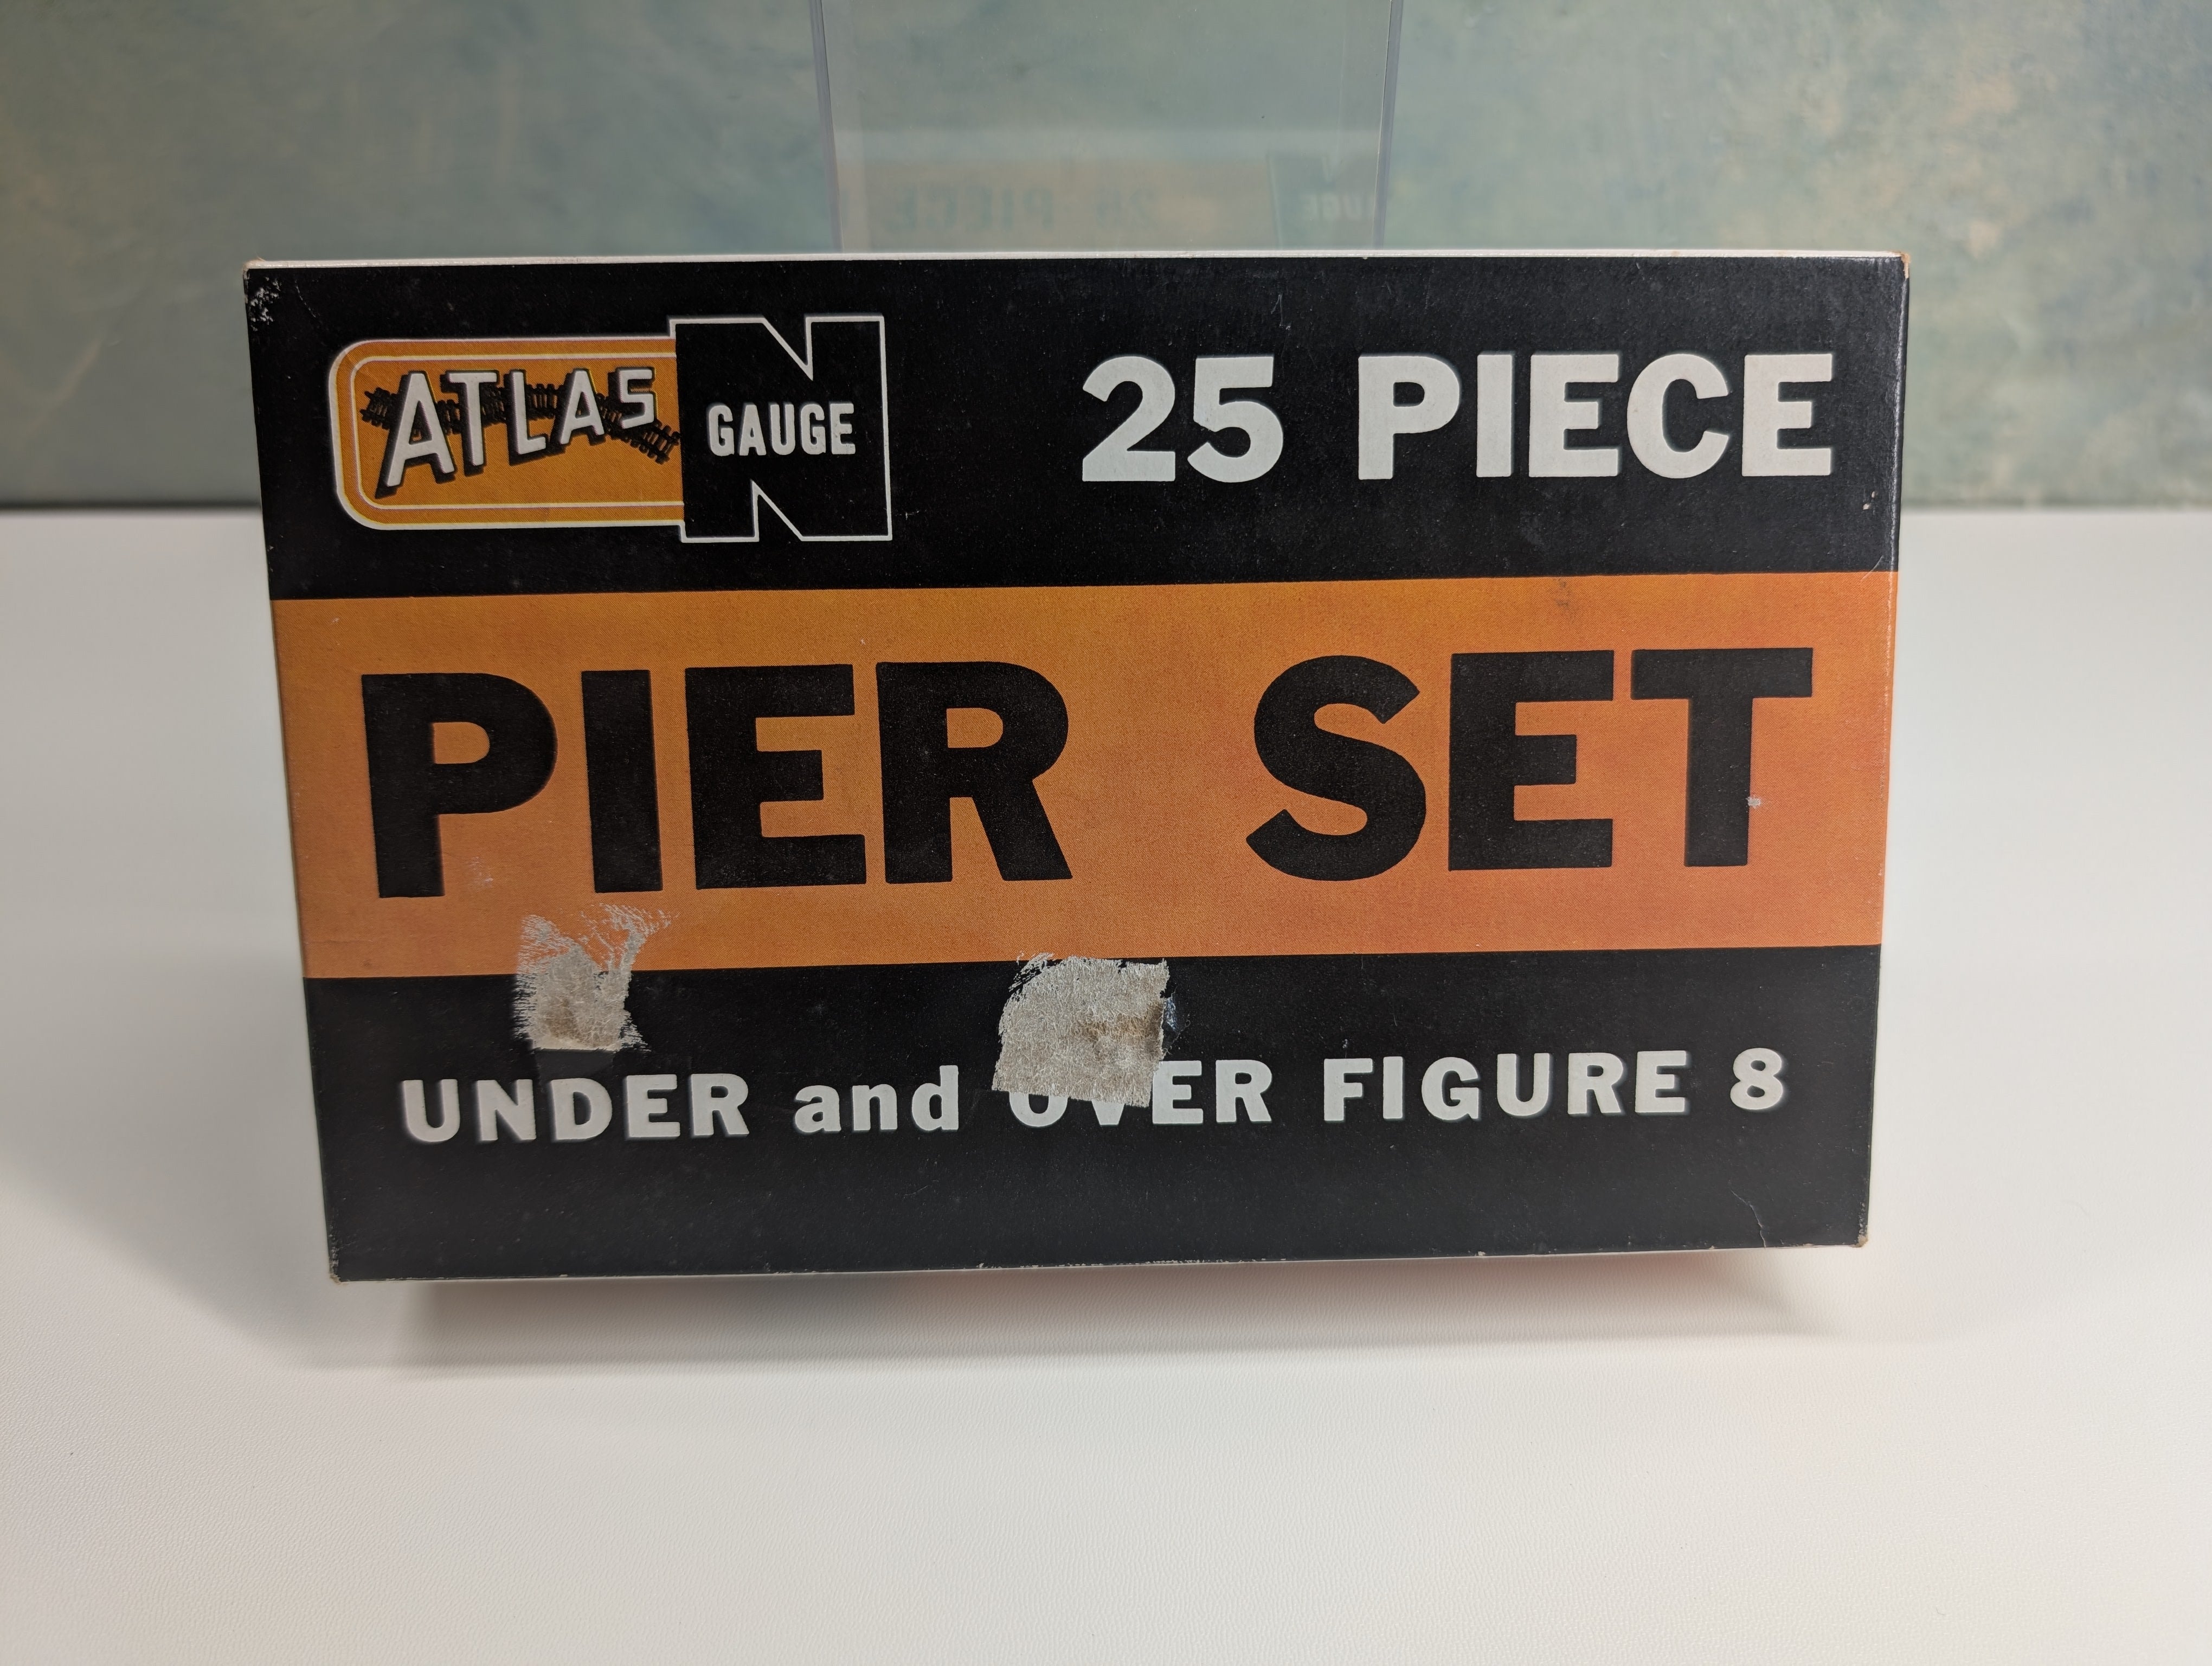 ATLAS N GAUGE
25 PIECE
PIER SET
UNDER and OVER FIGURE 8